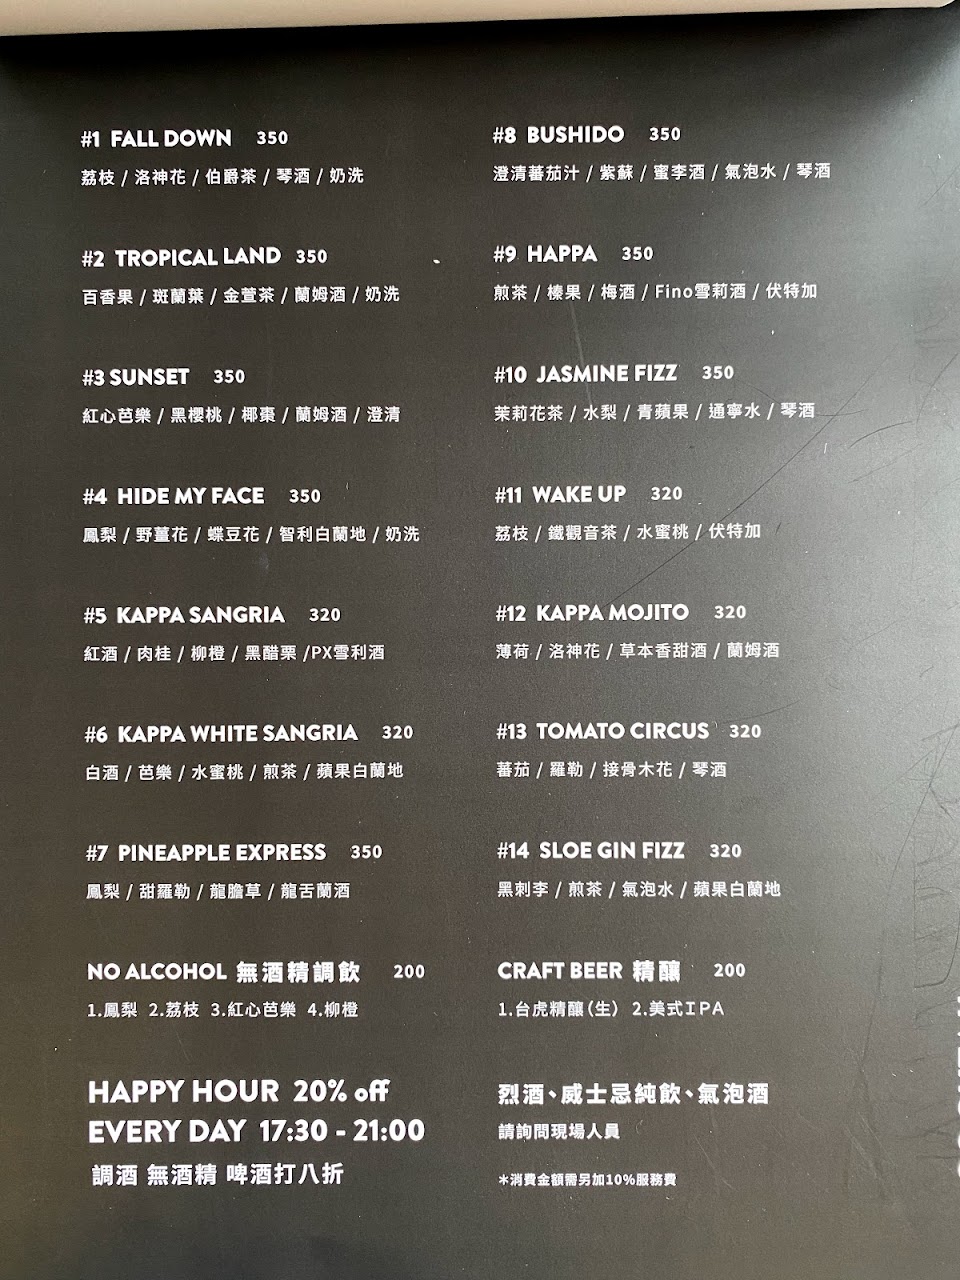 #1 FALL DOWN 350
荔枝 / 洛神花 / 伯爵茶 / 琴酒 / 奶洗
#2 TROPICAL LAND 350
百香果 / 斑蘭葉 / 金萱茶 / 蘭姆酒 / 奶洗
#3 SUNSET 350
紅心芭樂 / 黑櫻桃 / 椰棗 / 蘭姆酒 / 澄清
#4 HIDE MY FACE 350
鳳梨 / 野薑花 / 蝶豆花 / 智利白蘭地 / 奶洗
#5 KAPPA SANGRIA 320
紅酒 / 肉桂 / 柳橙 / 黑醋栗 /PX雪利酒
#6 KAPPA WHITE SANGRIA 320
白酒 / 芭樂 / 水蜜桃 / 煎茶 / 蘋果白蘭地
#7 PINEAPPLE EXPRESS 350
鳳梨 / 甜羅勒 / 龍膽草 / 龍舌蘭酒
NO ALCOHOL 無酒精調飲 200
1.鳳梨 2.荔枝 3.紅心芭樂 4.柳橙
HAPPY HOUR 20% off
EVERY DAY 17:30 - 21:00
調酒 無酒精 啤酒打八折
#8 BUSHIDO 350
澄清蕃茄汁 / 紫蘇 / 蜜李酒 / 氣泡水 / 琴酒
#9 HAPPA 350
煎茶 / 榛果 / 梅酒 / Fino雪莉酒 / 伏特加
#10 JASMINE FIZZ 350
茉莉花茶 / 水梨 / 青蘋果 / 通寧水 / 琴酒
#11 WAKE UP 320
荔枝 / 鐵觀音茶 / 水蜜桃 / 伏特加
#12 KAPPA MOJITO 320
薄荷 / 洛神花 / 草本香甜酒 / 蘭姆酒
#13 TOMATO CIRCUS 320
蕃茄 / 羅勒 / 接骨木花 / 琴酒
#14 SLOE GIN FIZZ 320
黑刺李 / 煎茶 / 氣泡水 / 蘋果白蘭地
CRAFT BEER 精釀 200
1.台虎精釀(生) 2.美式IPA
烈酒、威士忌純飲、氣泡酒
請詢問現場人員
*消費金額需另加10%服務費